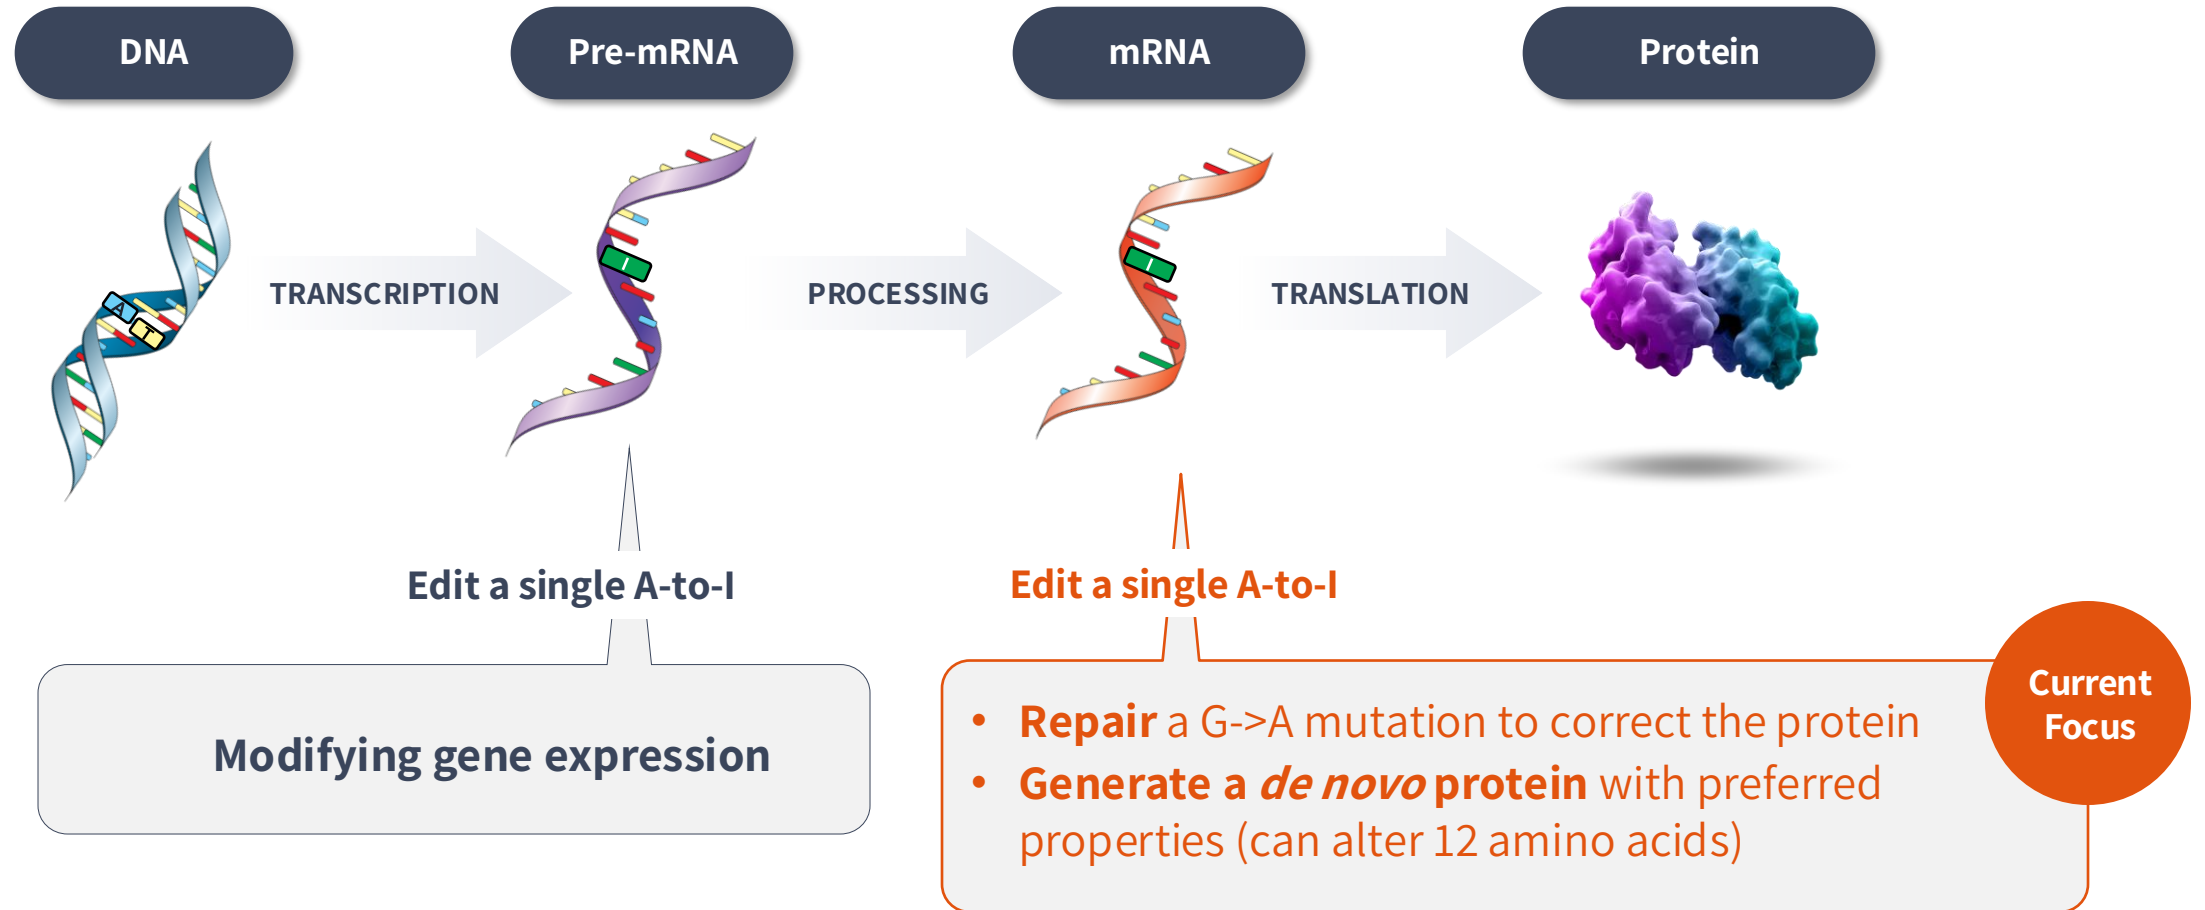 DNA
Pre-mRNA
mRNA
Protein
A
T
I
I
TRANSCRIPTION
PROCESSING
TRANSLATION
Edit a single A-to-I
Edit a single A-to-I
Modifying gene expression
• Repair a G->A mutation to correct the protein
• Generate a de novo protein with preferred
properties (can alter 12 amino acids)
Current
Focus